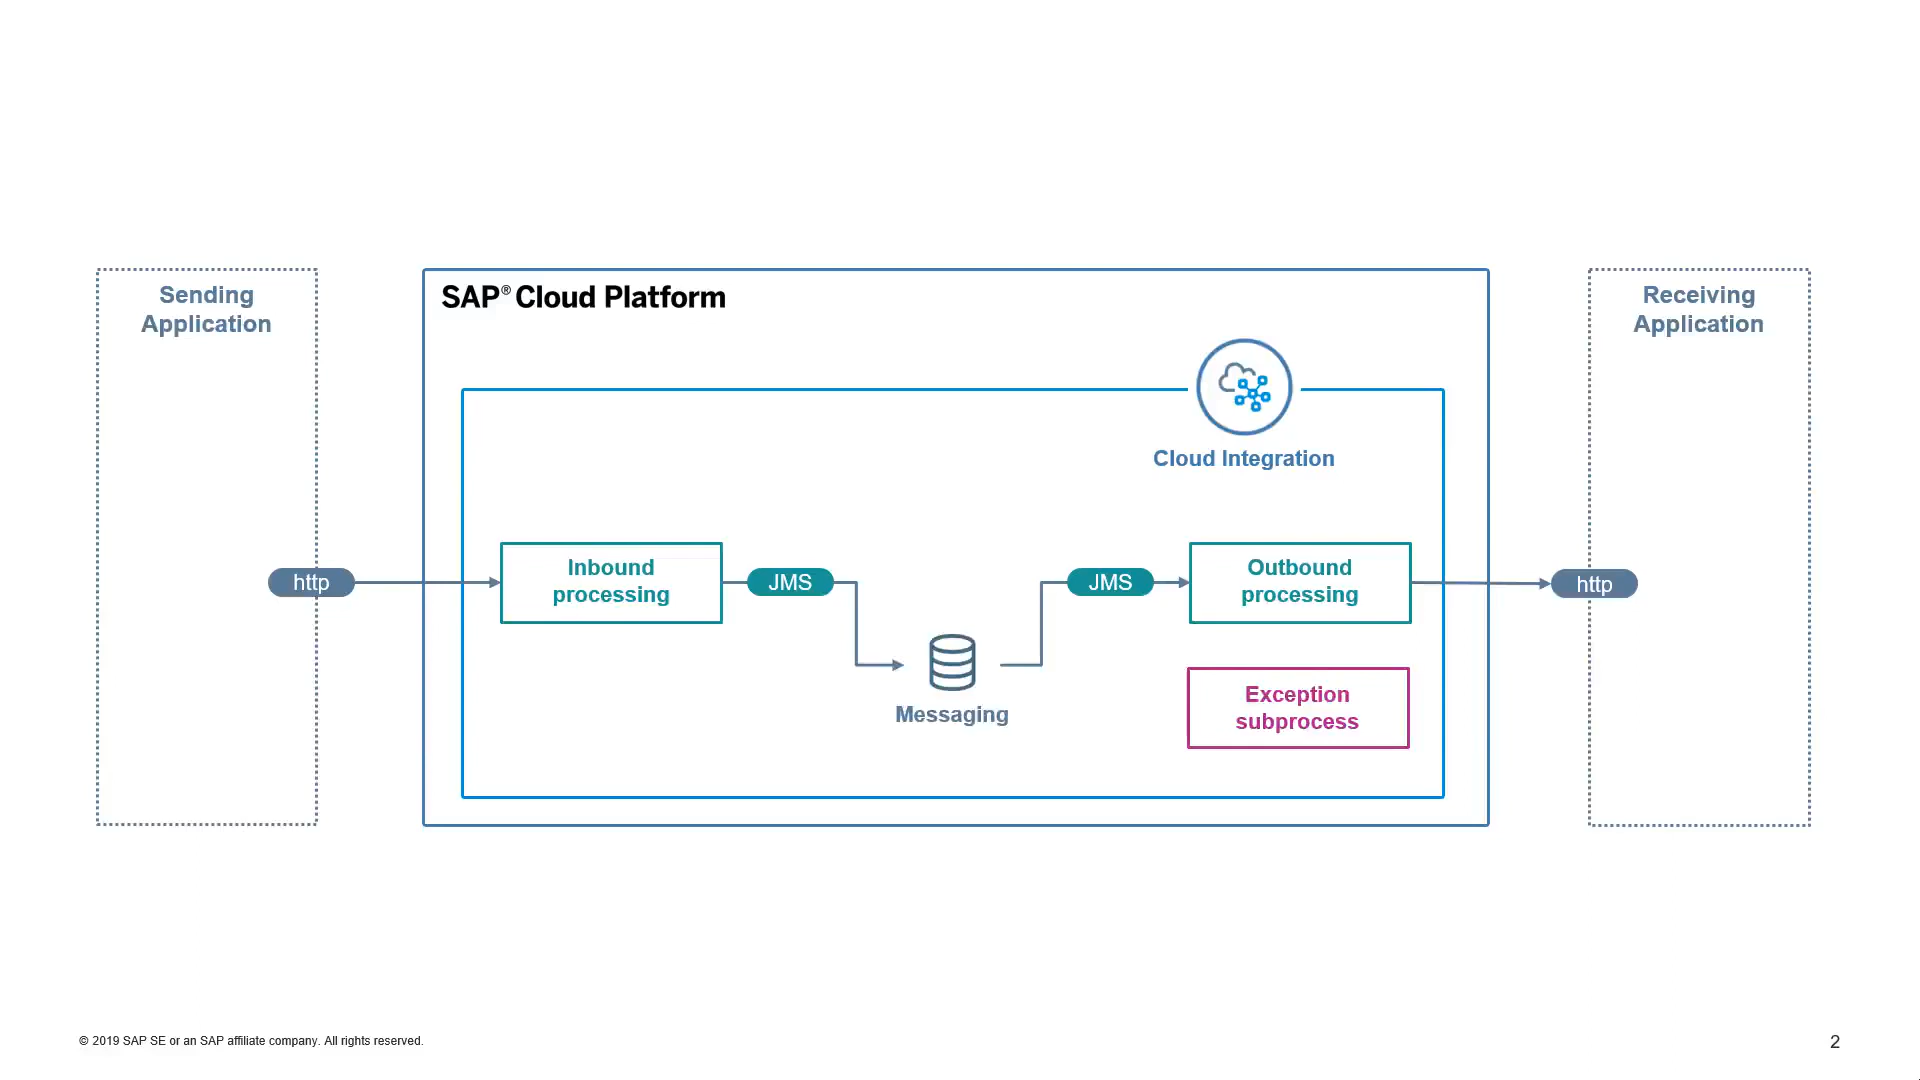 Sending
Application
SAP® Cloud Platform
Receiving
Application
Cloud Integration
http
Inbound
processing
JMS
JMS
Outbound
processing
http
Messaging
Exception
subprocess
© 2019 SAP SE or an SAP affiliate company. All rights reserved.
2